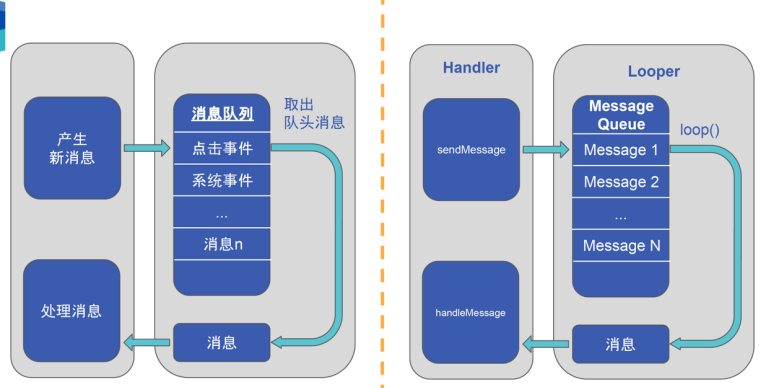 产生
新消息
处理消息
消息队列
点击事件
系统事件
...
消息n
取出
队头消息
消息
Handler
sendMessage
handleMessage
Looper
Message
Queue
Message 1
Message 2
...
Message N
loop()
消息